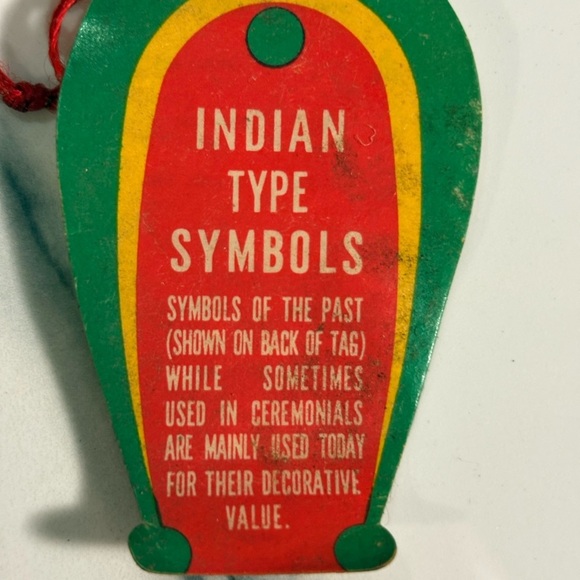 INDIAN
TYPE
SYMBOLS
SYMBOLS OF THE PAST
(SHOWN ON BACK OF TAG)
WHILE SOMETIMES
USED IN CEREMONIALS
ARE MAINLY USED TODAY
FOR THEIR DECORATIVE
VALUE.